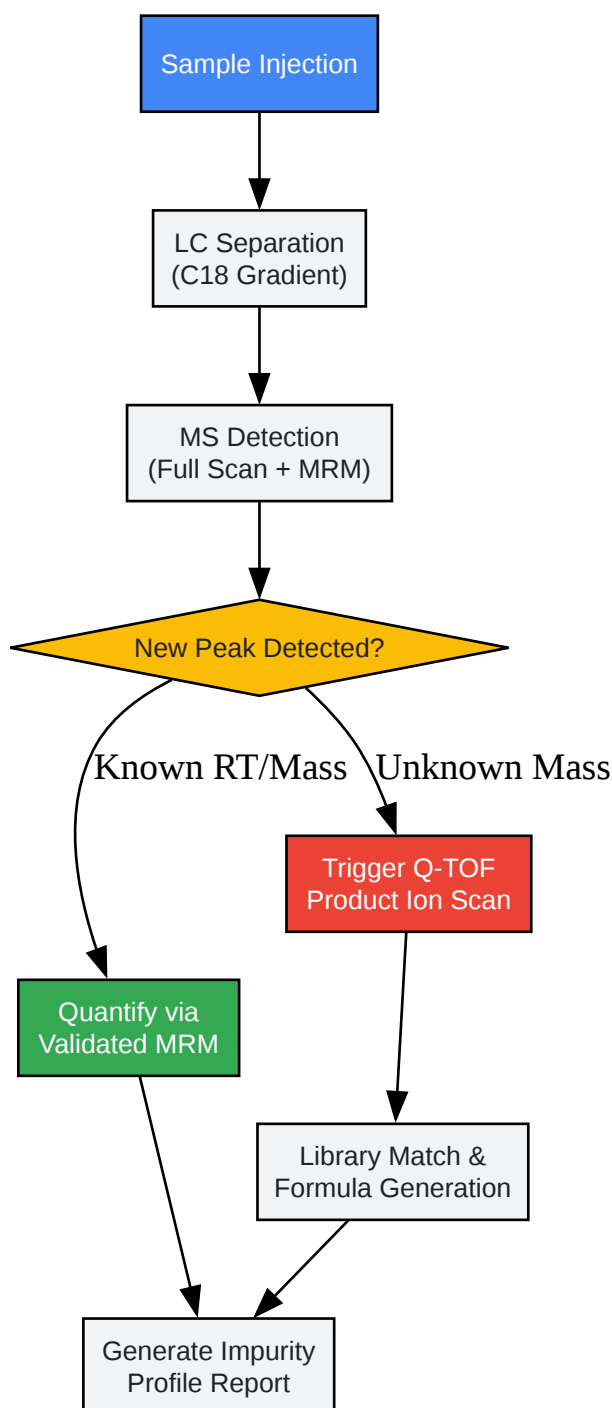 Sample Injection
LC Separation
(C18 Gradient)
MS Detection
(Full Scan + MRM)
New Peak Detected?
Known RT/Mass
Unknown Mass
Trigger Q-TOF
Product Ion Scan
Quantify via
Validated MRM
Library Match &
Formula Generation
Generate Impurity
Profile Report